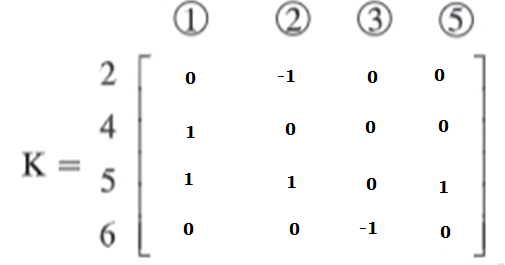 ① ② ③ ⑤
2 0 -1 0 0
4 1 0 0 0
K =
5 1 1 0 1
6 0 0 -1 0